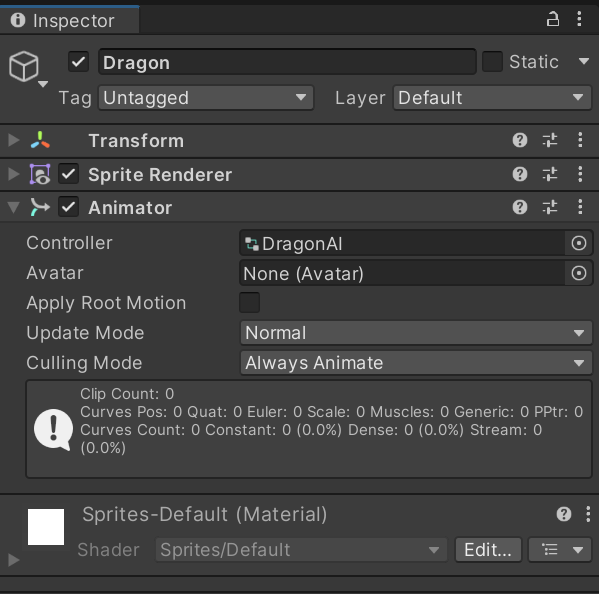 Inspector
Dragon Static
Tag Untagged Layer Default
Transform
Sprite Renderer
Animator
Controller DragonAI
Avatar None (Avatar)
Apply Root Motion
Update Mode Normal
Culling Mode Always Animate
Clip Count: 0
Curves Pos: 0 Quat: 0 Euler: 0 Scale: 0 Muscles: 0 Generic: 0 PPtr: 0
Curves Count: 0 Constant: 0 (0.0%) Dense: 0 (0.0%) Stream: 0
(0.0%)
Sprites-Default (Material)
Shader Sprites/Default Edit...